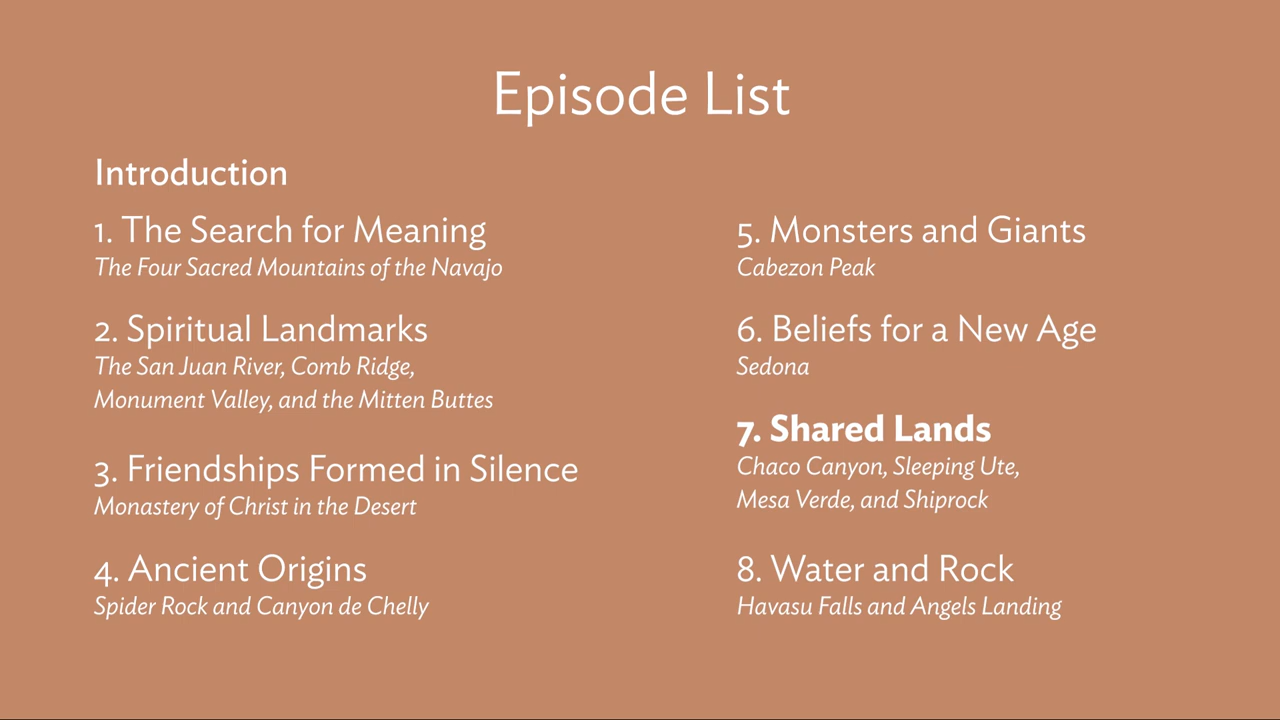 Episode List
Introduction
1. The Search for Meaning
The Four Sacred Mountains of the Navajo
2. Spiritual Landmarks
The San Juan River, Comb Ridge,
Monument Valley, and the Mitten Buttes
3. Friendships Formed in Silence
Monastery of Christ in the Desert
4. Ancient Origins
Spider Rock and Canyon de Chelly
5. Monsters and Giants
Cabezon Peak
6. Beliefs for a New Age
Sedona
7. Shared Lands
Chaco Canyon, Sleeping Ute,
Mesa Verde, and Shiprock
8. Water and Rock
Havasu Falls and Angels Landing